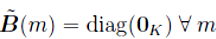 B̃(m) = diag(0_K) ∀ m